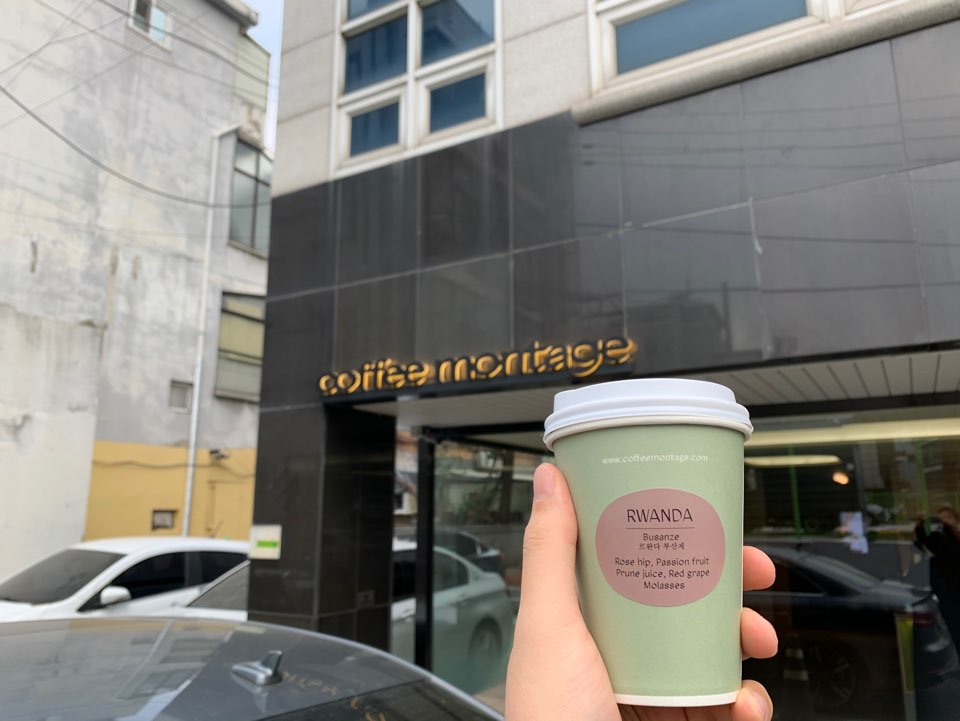 coffee montage
www.coffeemontage.com
RWANDA
Busanze
르완다 부산제
Rose hip, Passion fruit
Prune juice, Red grape
Molasses